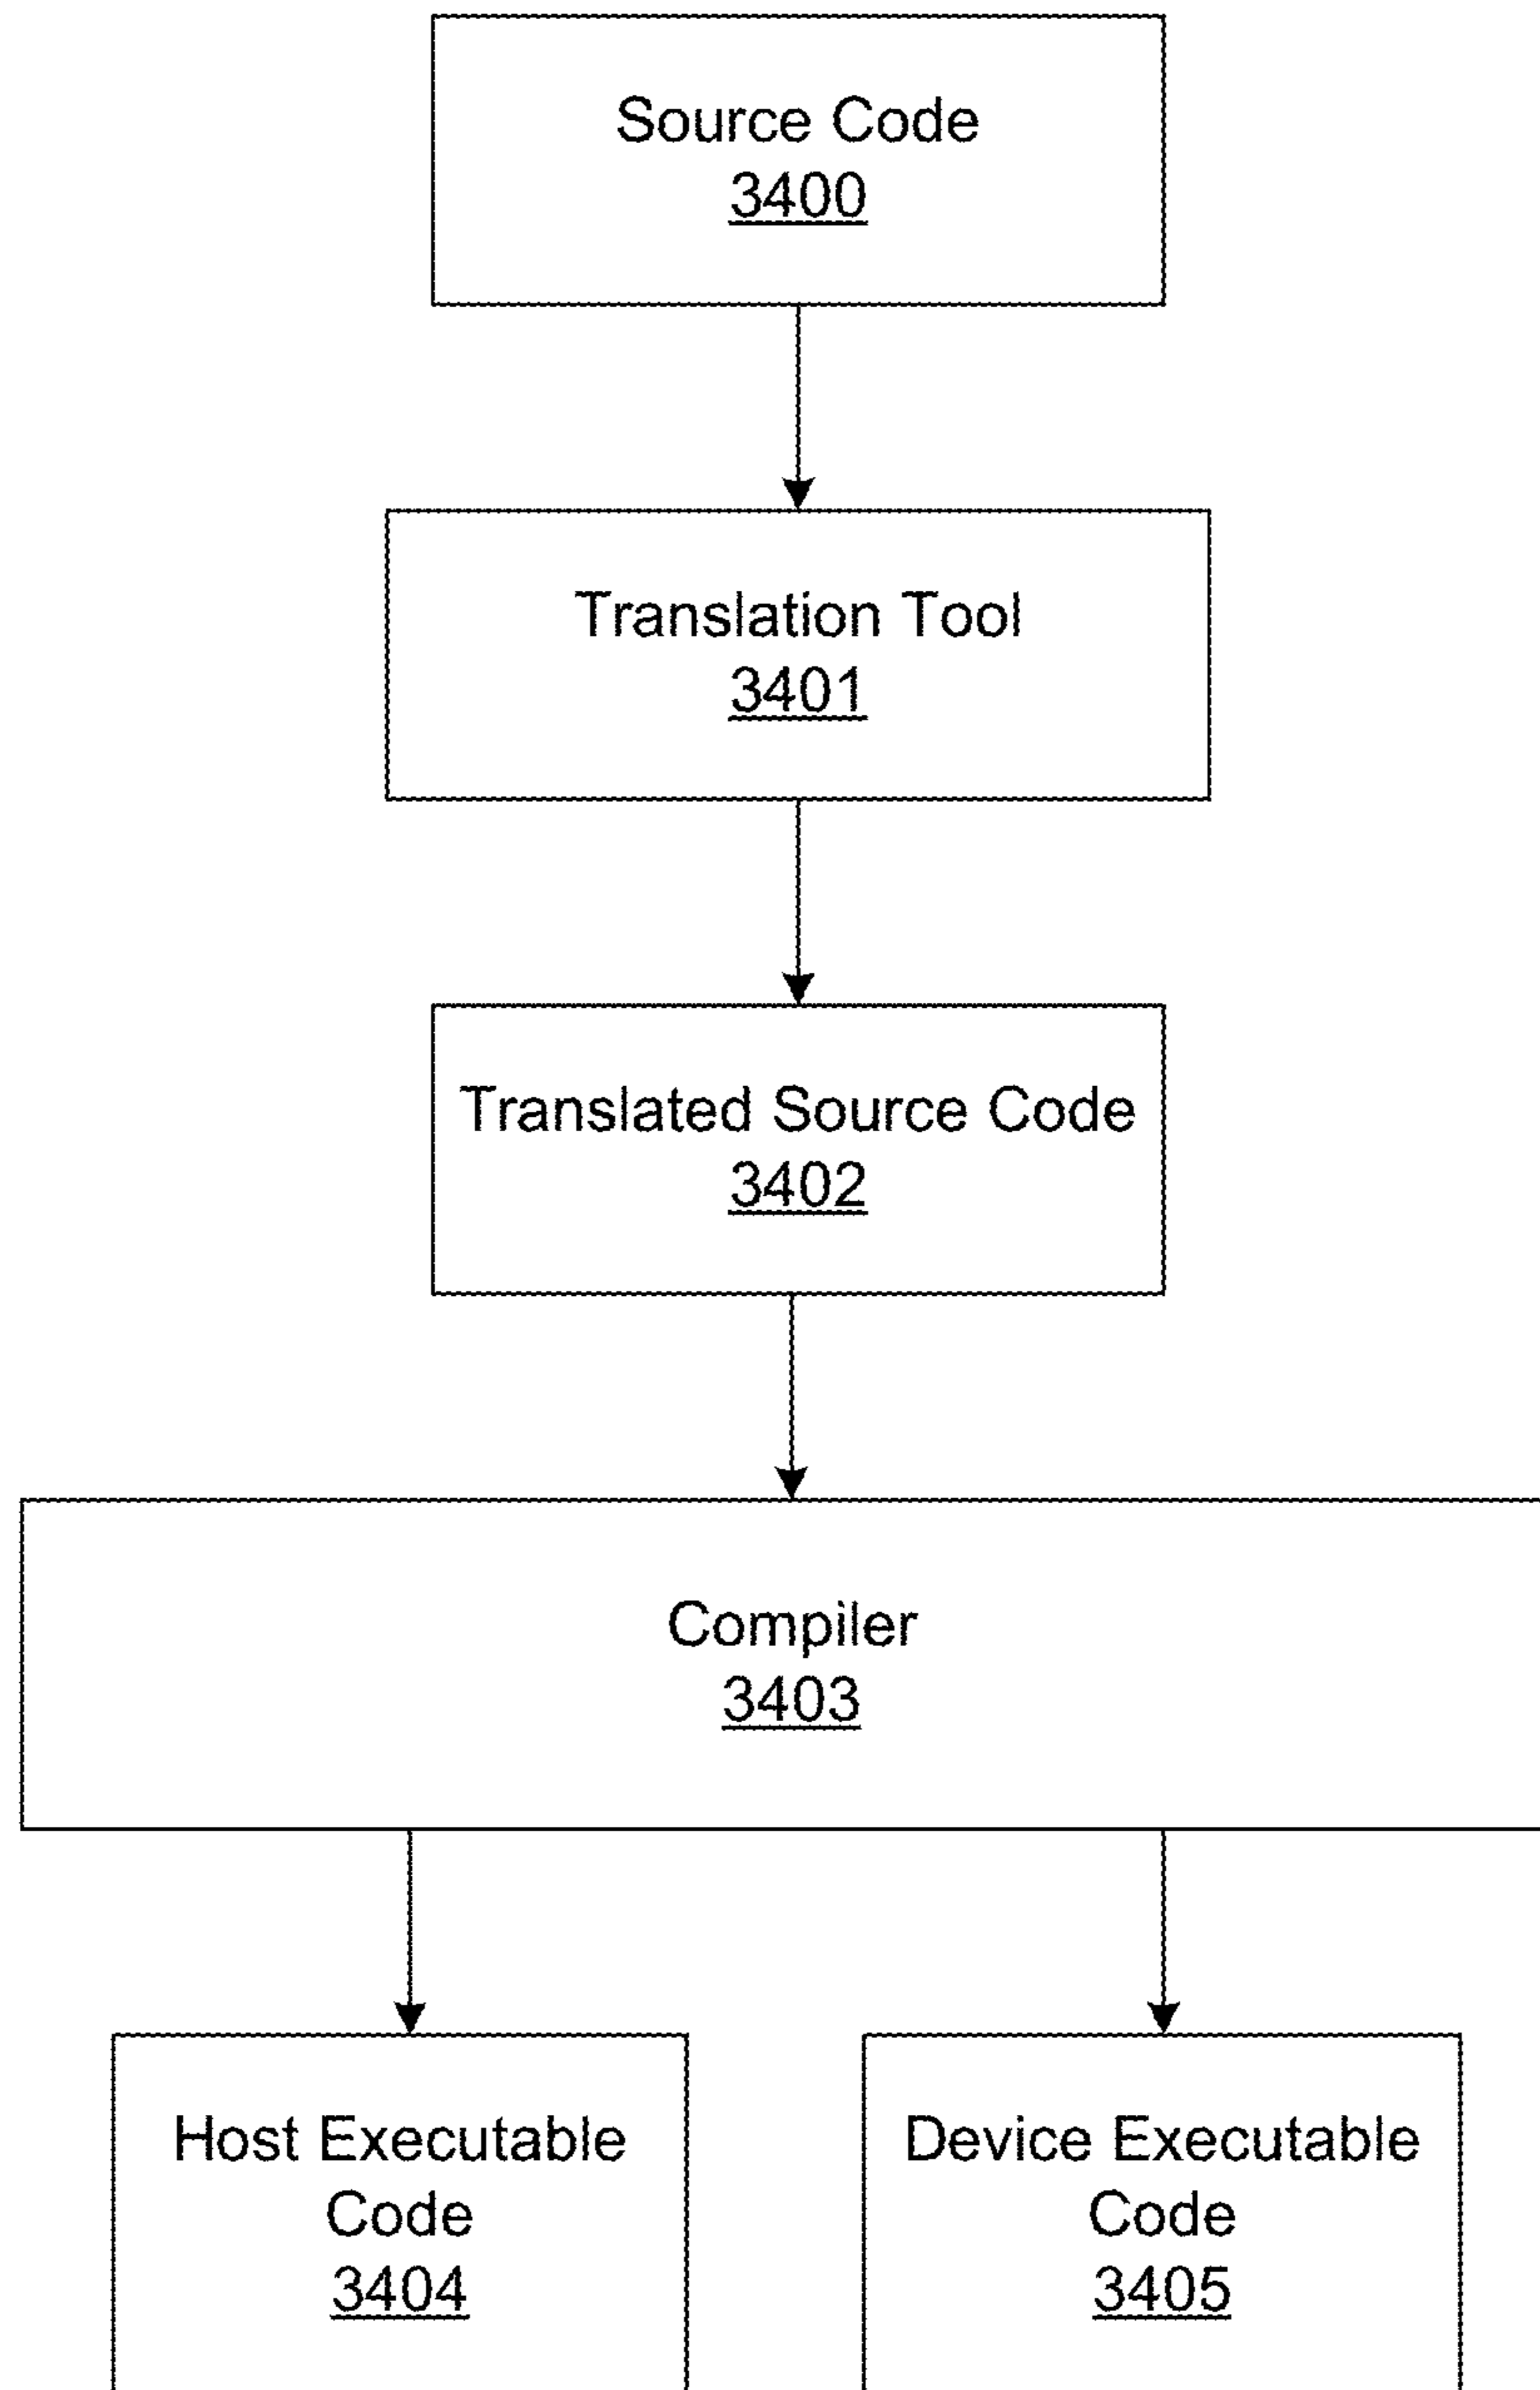 Source Code
3400
Translation Tool
3401
Translated Source Code
3402
Compiler
3403
Host Executable
Code
3404
Device Executable
Code
3405